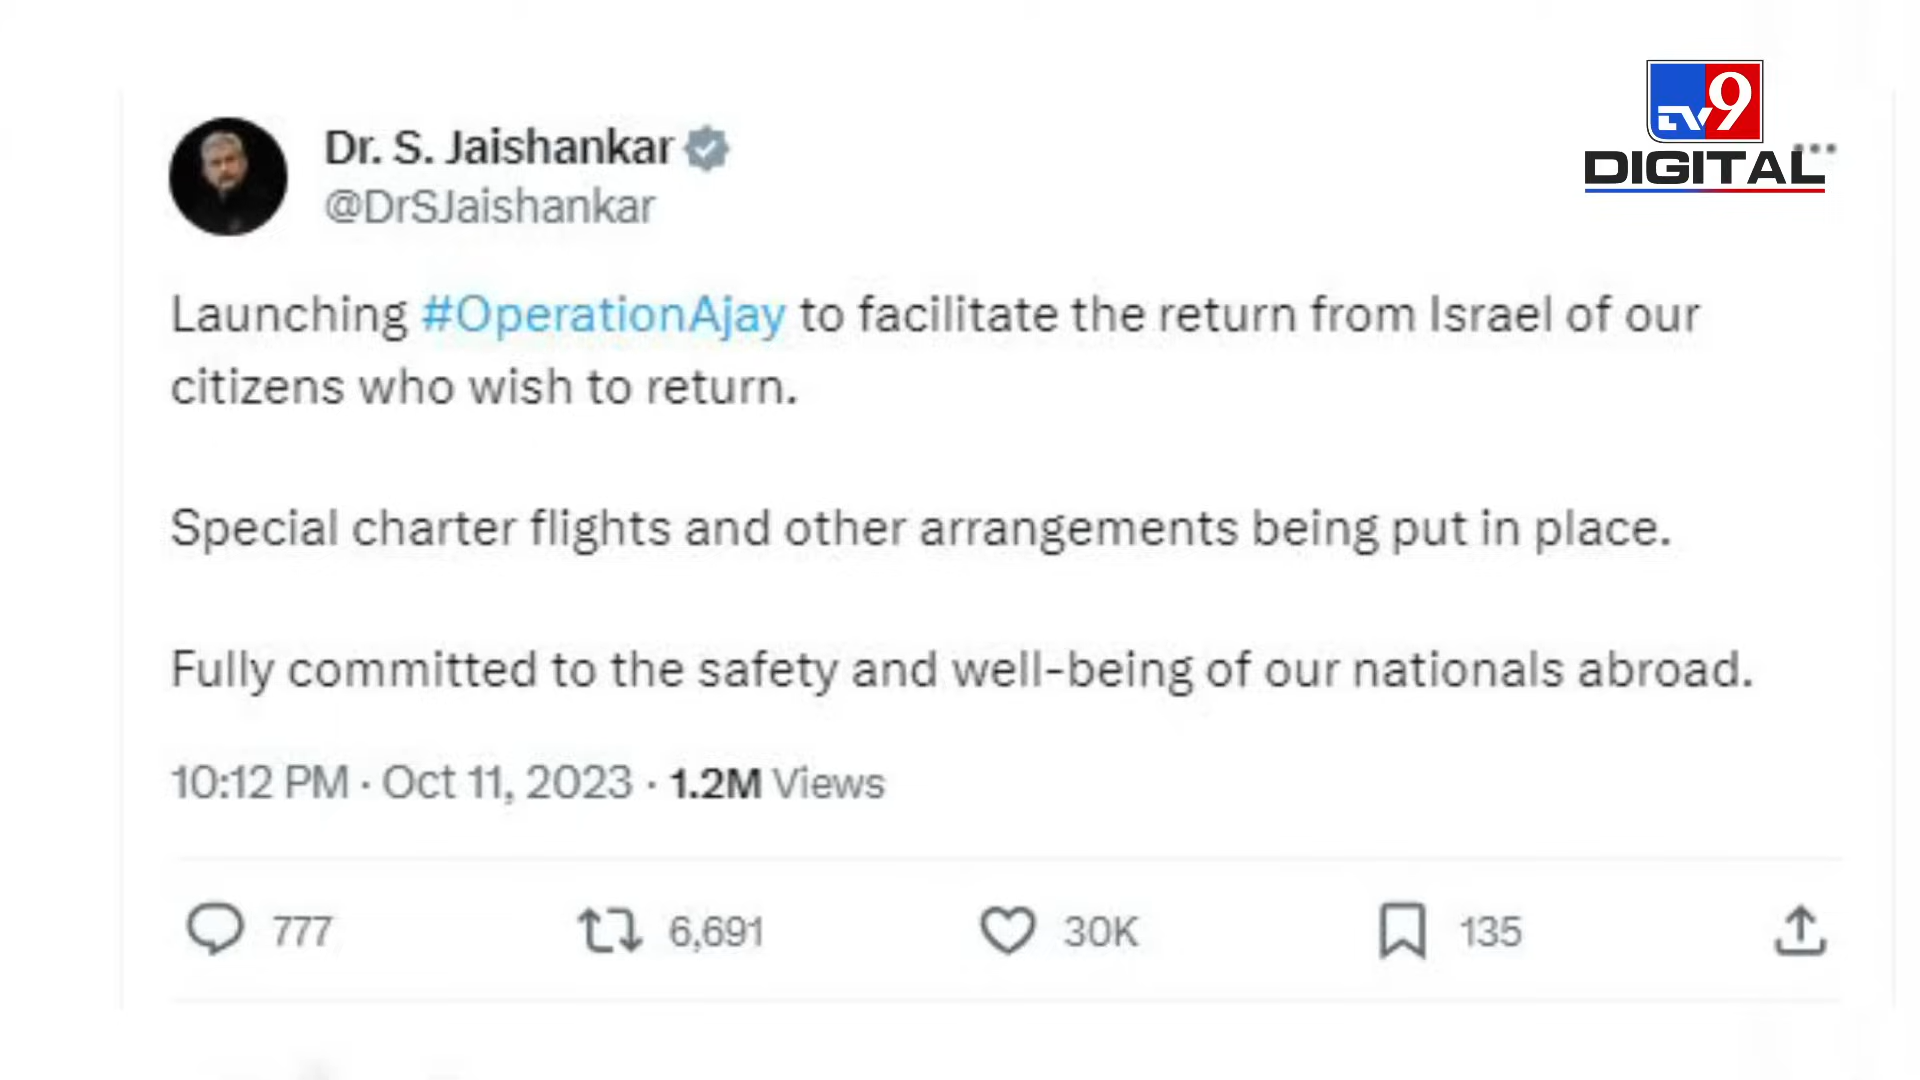 TV9
DIGITAL
Dr. S. Jaishankar
@DrSJaishankar
Launching #OperationAjay to facilitate the return from Israel of our
citizens who wish to return.
Special charter flights and other arrangements being put in place.
Fully committed to the safety and well-being of our nationals abroad.
10:12 PM · Oct 11, 2023 · 1.2M Views
777 6,691 30K 135